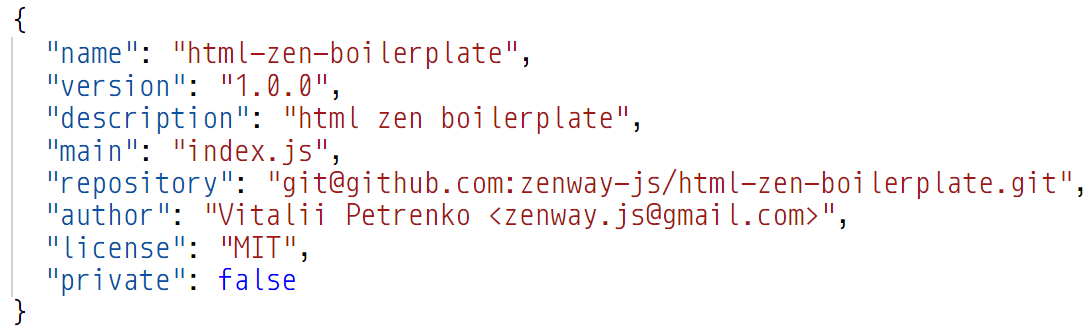 {
"name": "html-zen-boilerplate",
"version": "1.0.0",
"description": "html zen boilerplate",
"main": "index.js",
"repository": "git@github.com:zenway-js/html-zen-boilerplate.git",
"author": "Vitalii Petrenko <zenway.js@gmail.com>",
"license": "MIT",
"private": false
}